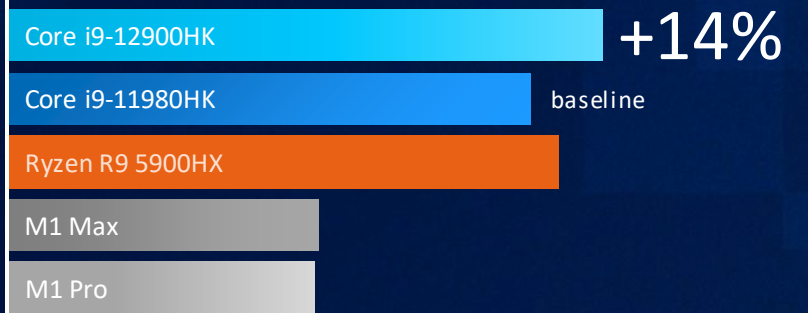 Core i9-12900HK
+14%
Core i9-11980HK
baseline
Ryzen R9 5900HX
M1 Max
M1 Pro